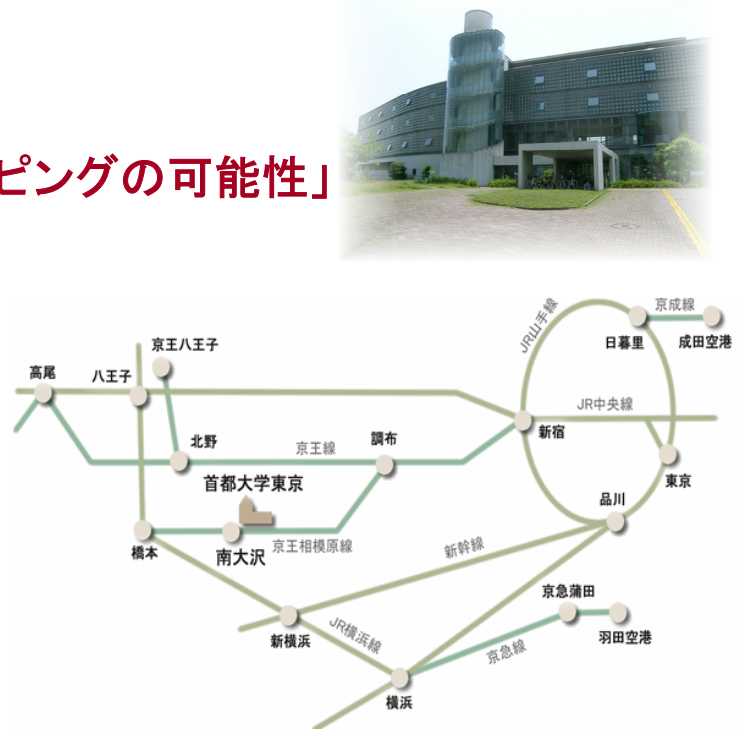 ピングの可能性」
JR山手線
京成線
日暮里
成田空港
京王八王子
高尾
八王子
JR中央線
新宿
北野
京王線
調布
東京
首都大学東京
品川
橋本
南大沢
京王相模原線
新幹線
京急蒲田
新横浜
JR横浜線
羽田空港
京急線
横浜